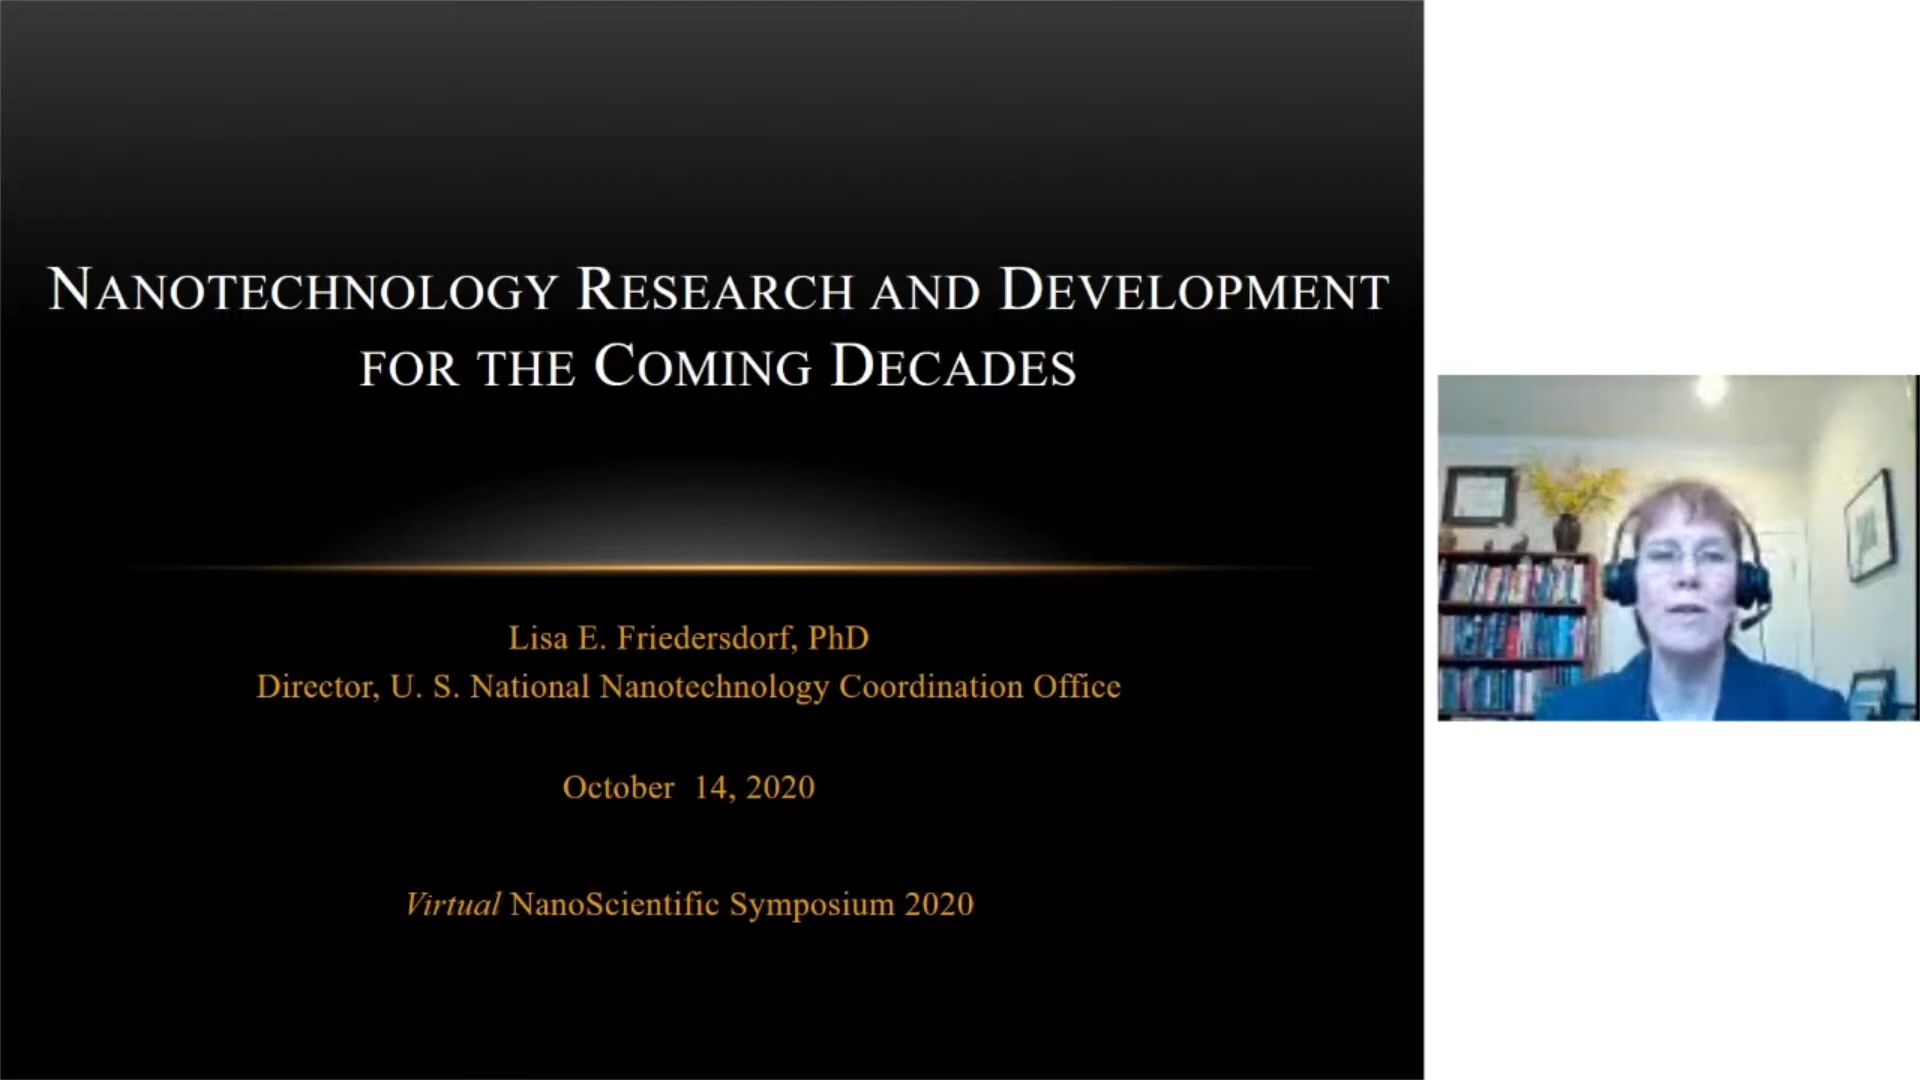 Nanotechnology Research and Development
for the Coming Decades
Lisa E. Friedersdorf, PhD
Director, U. S. National Nanotechnology Coordination Office
October 14, 2020
Virtual NanoScientific Symposium 2020